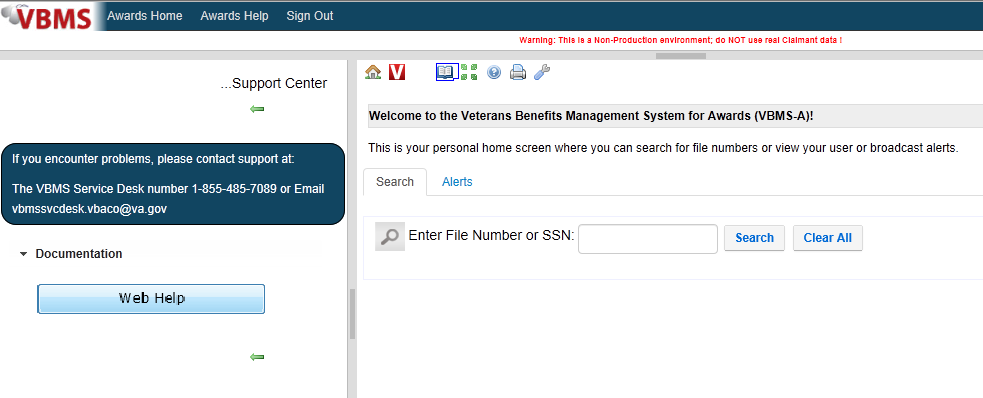 VBMS Awards Home Awards Help Sign Out
Warning: This is a Non-Production environment; do NOT use real Claimant data !
...Support Center
If you encounter problems, please contact support at:
The VBMS Service Desk number 1-855-485-7089 or Email
vbmssvcdesk.vbaco@va.gov
Documentation
Web Help
V
Welcome to the Veterans Benefits Management System for Awards (VBMS-A)!
This is your personal home screen where you can search for file numbers or view your user or broadcast alerts.
Search Alerts
Enter File Number or SSN: Search Clear All